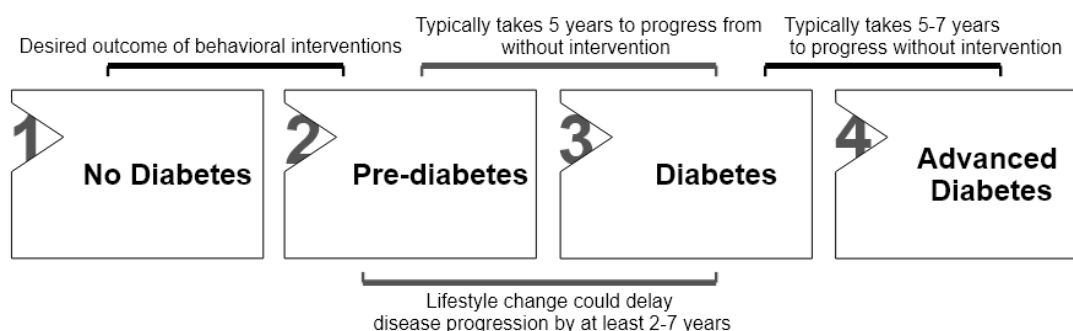 Desired outcome of behavioral interventions
Typically takes 5 years to progress from
without intervention
Typically takes 5-7 years
to progress without intervention
1
No Diabetes
2
Pre-diabetes
3
Diabetes
4
Advanced
Diabetes
Lifestyle change could delay
disease progression by at least 2-7 years